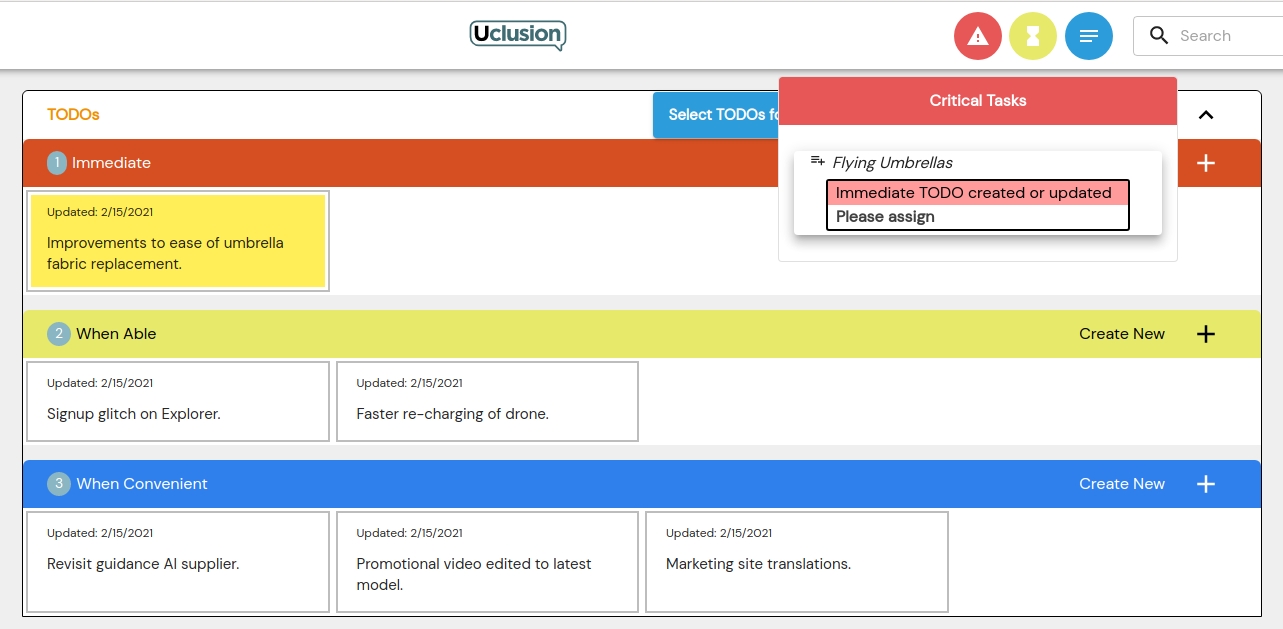 Uclusion
Search
Critical Tasks
TODOs
Select TODOs fo
Flying Umbrellas
Immediate TODO created or updated
Please assign
1 Immediate
Updated: 2/15/2021
Improvements to ease of umbrella
fabric replacement.
2 When Able
Create New
Updated: 2/15/2021
Signup glitch on Explorer.
Updated: 2/15/2021
Faster re-charging of drone.
3 When Convenient
Create New
Updated: 2/15/2021
Revisit guidance AI supplier.
Updated: 2/15/2021
Promotional video edited to latest
model.
Updated: 2/15/2021
Marketing site translations.